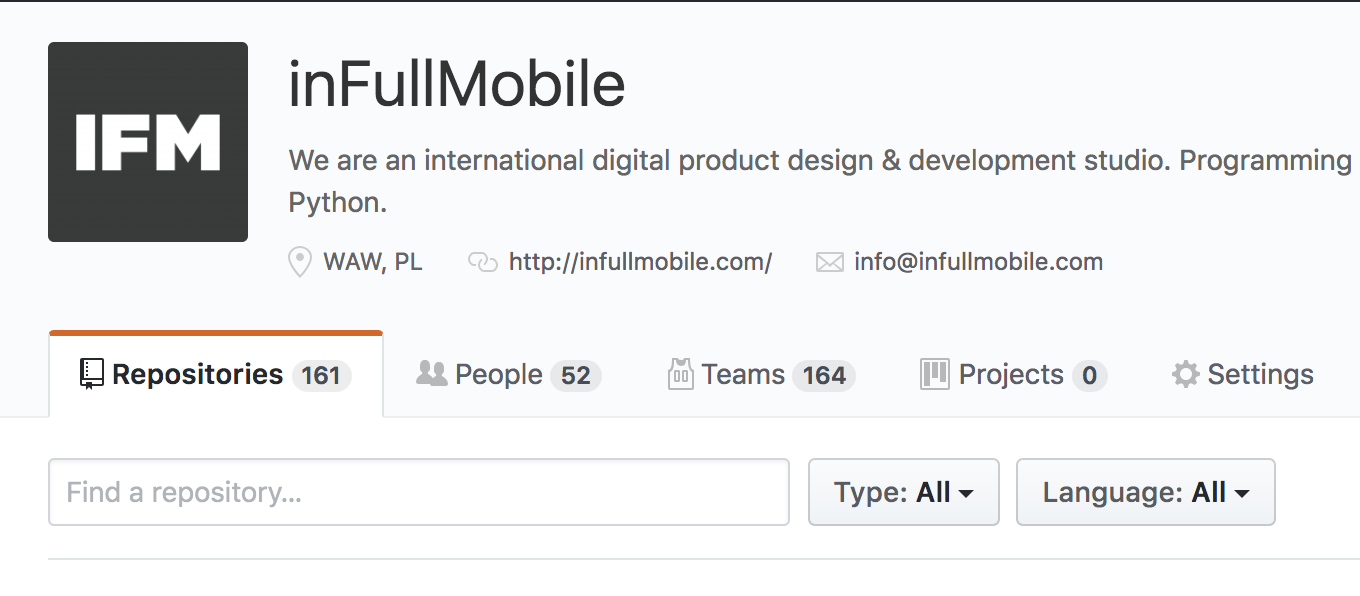 IFM
inFullMobile
We are an international digital product design & development studio. Programming
Python.
WAW, PL http://infullmobile.com/ info@infullmobile.com
Repositories 161 People 52 Teams 164 Projects 0 Settings
Find a repository... Type: All Language: All